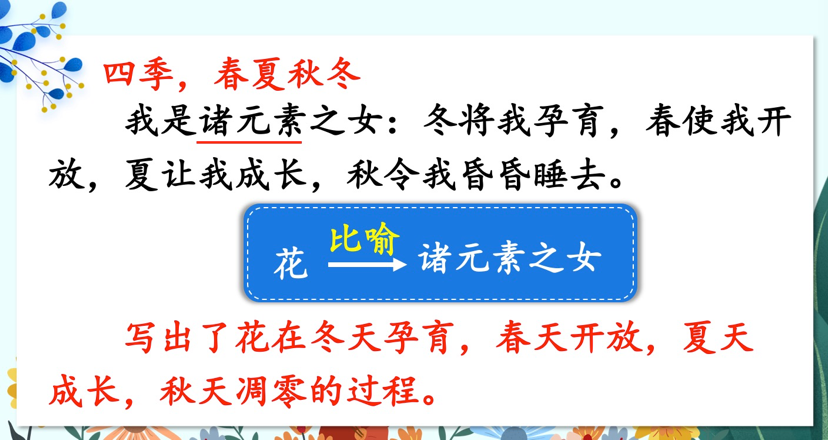 四季，春夏秋冬
我是诸元素之女：冬将我孕育，春使我开
放，夏让我成长，秋令我昏昏睡去。
花 比喻 诸元素之女
写出了花在冬天孕育，春天开放，夏天
成长，秋天凋零的过程。